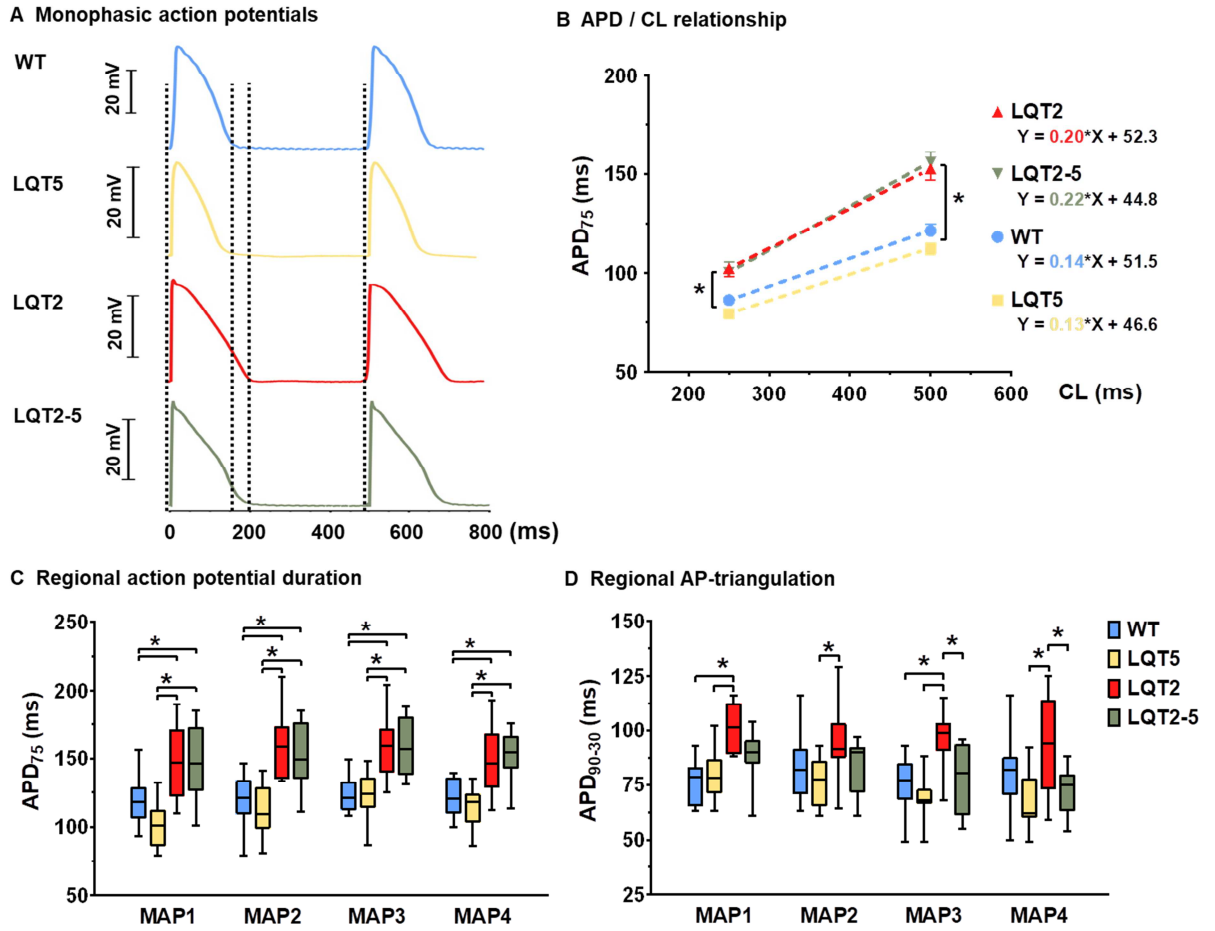 A Monophasic action potentials
WT
20 mV
LQT5
20 mV
LQT2
20 mV
LQT2-5
20 mV
0 200 400 600 800 (ms)
B APD / CL relationship
APD75 (ms)
200
150
100
50
200 300 400 500 600 CL (ms)
*
*
LQT2
Y = 0.20*X + 52.3
LQT2-5
Y = 0.22*X + 44.8
WT
Y = 0.14*X + 51.5
LQT5
Y = 0.13*X + 46.6
C Regional action potential duration
APD75 (ms)
250
200
150
100
50
* * * *
* * * *
MAP1 MAP2 MAP3 MAP4
D Regional AP-triangulation
APD90-30 (ms)
150
125
100
75
50
25
* * * * * *
MAP1 MAP2 MAP3 MAP4
WT
LQT5
LQT2
LQT2-5